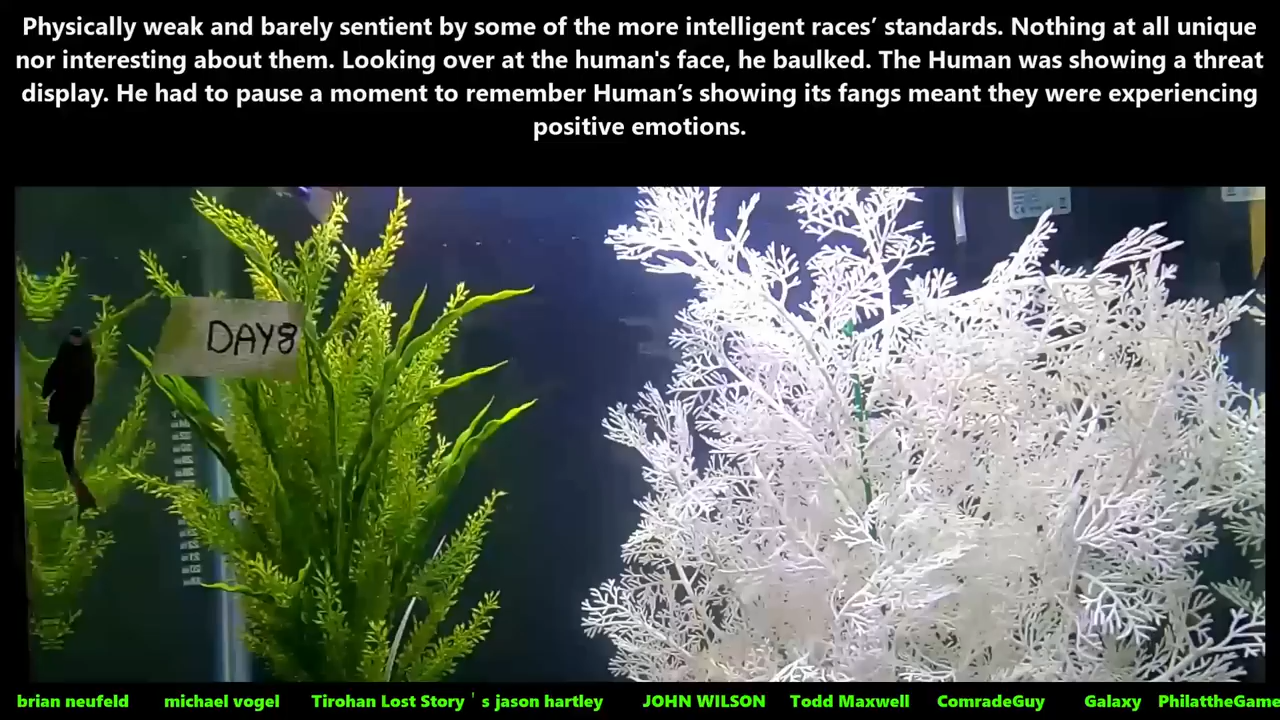 Physically weak and barely sentient by some of the more intelligent races’ standards. Nothing at all unique
nor interesting about them. Looking over at the human's face, he baulked. The Human was showing a threat
display. He had to pause a moment to remember Human’s showing its fangs meant they were experiencing
positive emotions.
DAY8
brian neufeld michael vogel Tirohan Lost Story ' s jason hartley JOHN WILSON Todd Maxwell ComradeGuy Galaxy PhilattheGame